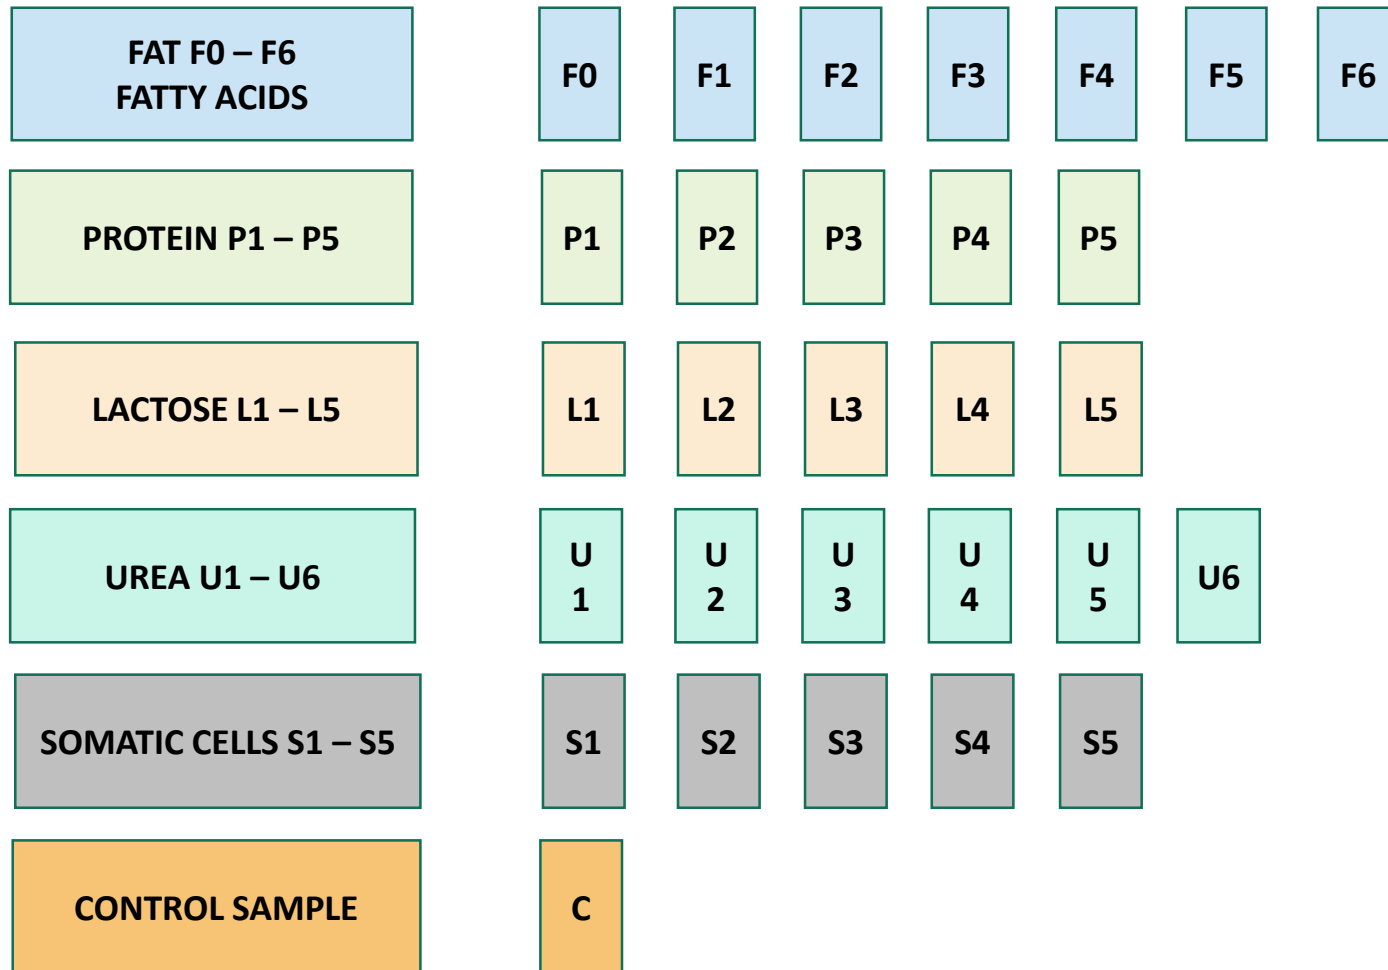 FAT F0 – F6
FATTY ACIDS
F0
F1
F2
F3
F4
F5
F6
PROTEIN P1 – P5
P1
P2
P3
P4
P5
LACTOSE L1 – L5
L1
L2
L3
L4
L5
UREA U1 – U6
U
1
U
2
U
3
U
4
U
5
U6
SOMATIC CELLS S1 – S5
S1
S2
S3
S4
S5
CONTROL SAMPLE
C